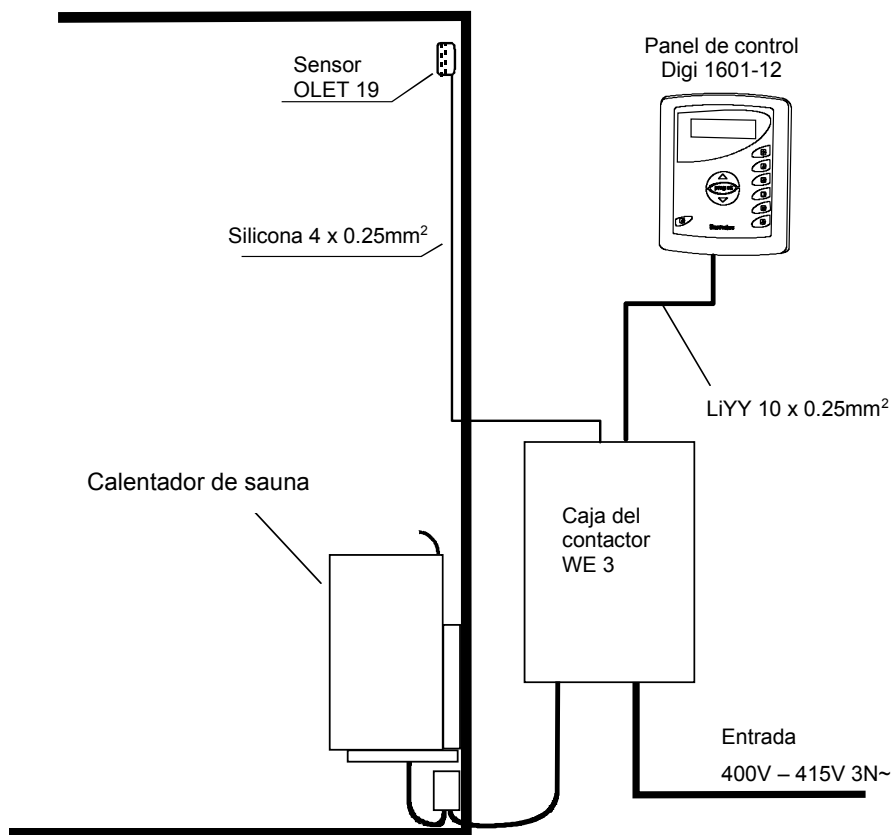 Panel de control
Digi 1601-12
Sensor
OLET 19
Silicona 4 x 0.25mm²
LiYY 10 x 0.25mm²
Calentador de sauna
Caja del
contactor
WE 3
Entrada
400V – 415V 3N~